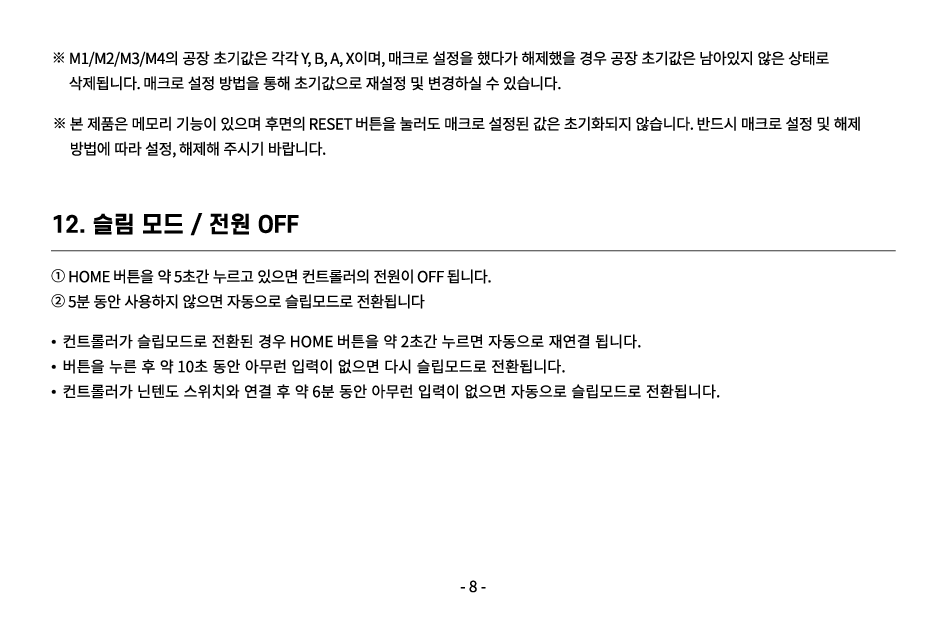 ※ M1/M2/M3/M4의 공장 초기값은 각각 Y, B, A, X이며, 매크로 설정을 했다가 해제했을 경우 공장 초기값은 남아있지 않은 상태로
삭제됩니다. 매크로 설정 방법을 통해 초기값으로 재설정 및 변경하실 수 있습니다.
※ 본 제품은 메모리 기능이 있으며 후면의 RESET 버튼을 눌러도 매크로 설정된 값은 초기화되지 않습니다. 반드시 매크로 설정 및 해제
방법에 따라 설정, 해제해 주시기 바랍니다.
12. 슬림 모드 / 전원 OFF
① HOME 버튼을 약 5초간 누르고 있으면 컨트롤러의 전원이 OFF 됩니다.
② 5분 동안 사용하지 않으면 자동으로 슬립모드로 전환됩니다
• 컨트롤러가 슬립모드로 전환된 경우 HOME 버튼을 약 2초간 누르면 자동으로 재연결 됩니다.
• 버튼을 누른 후 약 10초 동안 아무런 입력이 없으면 다시 슬립모드로 전환됩니다.
• 컨트롤러가 닌텐도 스위치와 연결 후 약 6분 동안 아무런 입력이 없으면 자동으로 슬립모드로 전환됩니다.
- 8 -